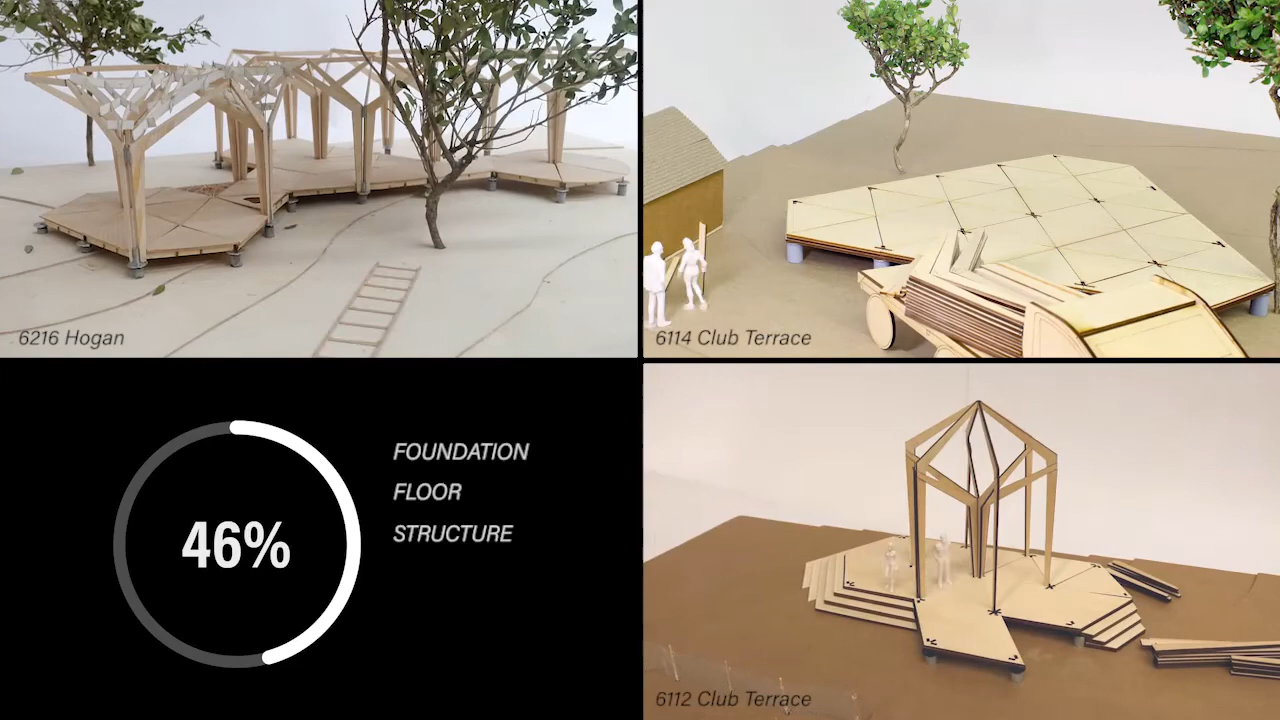 6216 Hogan
6114 Club Terrace
46%
FOUNDATION
FLOOR
STRUCTURE
6112 Club Terrace